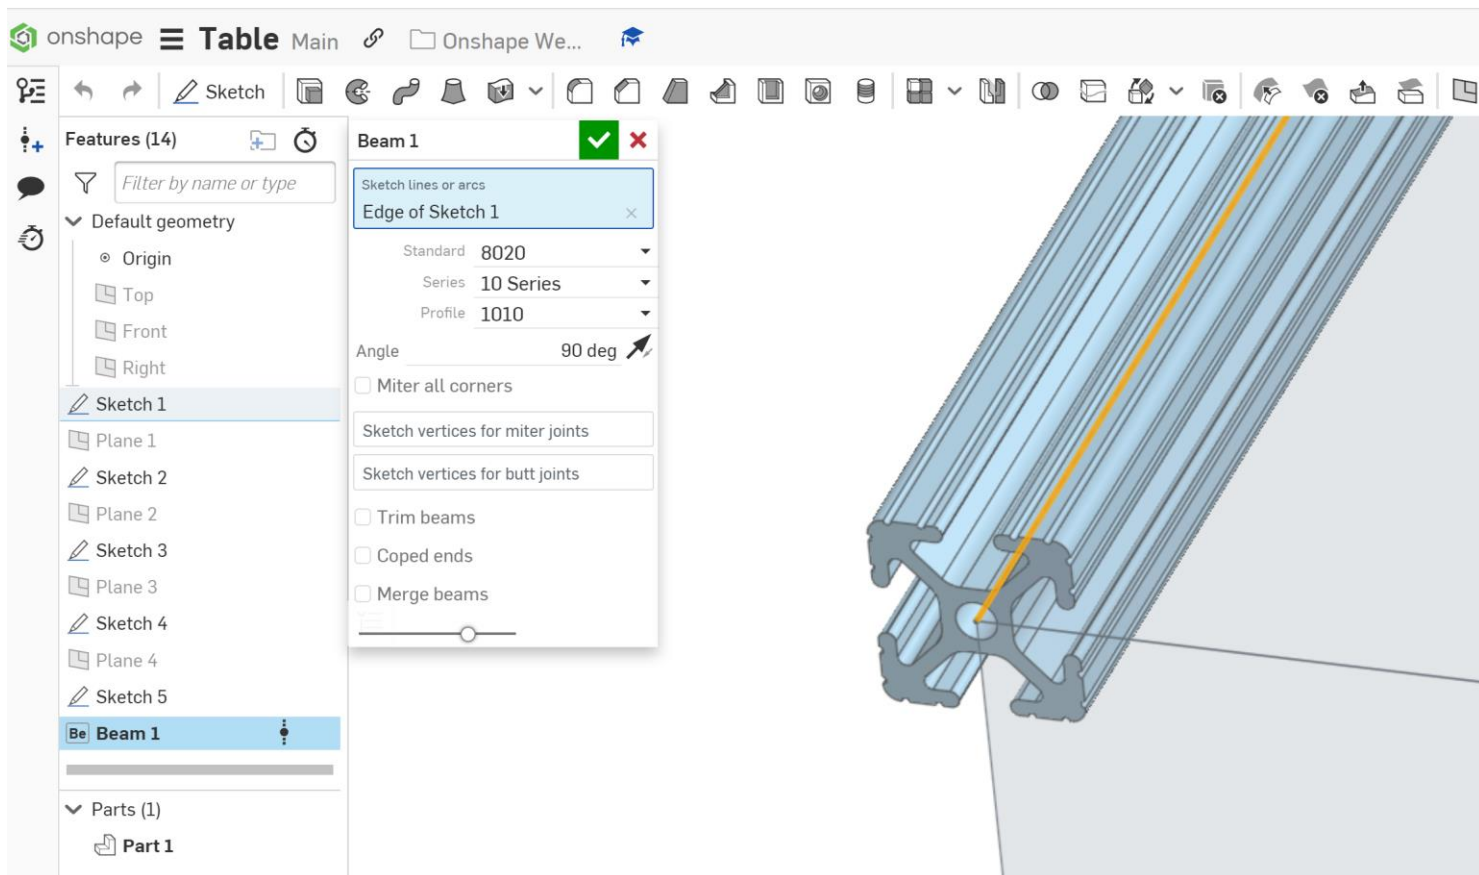 onshape Table Main Onshape We...
Sketch
Features (14)
Filter by name or type
Default geometry
Origin
Top
Front
Right
Sketch 1
Plane 1
Sketch 2
Plane 2
Sketch 3
Plane 3
Sketch 4
Plane 4
Sketch 5
Be Beam 1
Parts (1)
Part 1
Beam 1
Sketch lines or arcs
Edge of Sketch 1
Standard 8020
Series 10 Series
Profile 1010
Angle 90 deg
Miter all corners
Sketch vertices for miter joints
Sketch vertices for butt joints
Trim beams
Coped ends
Merge beams